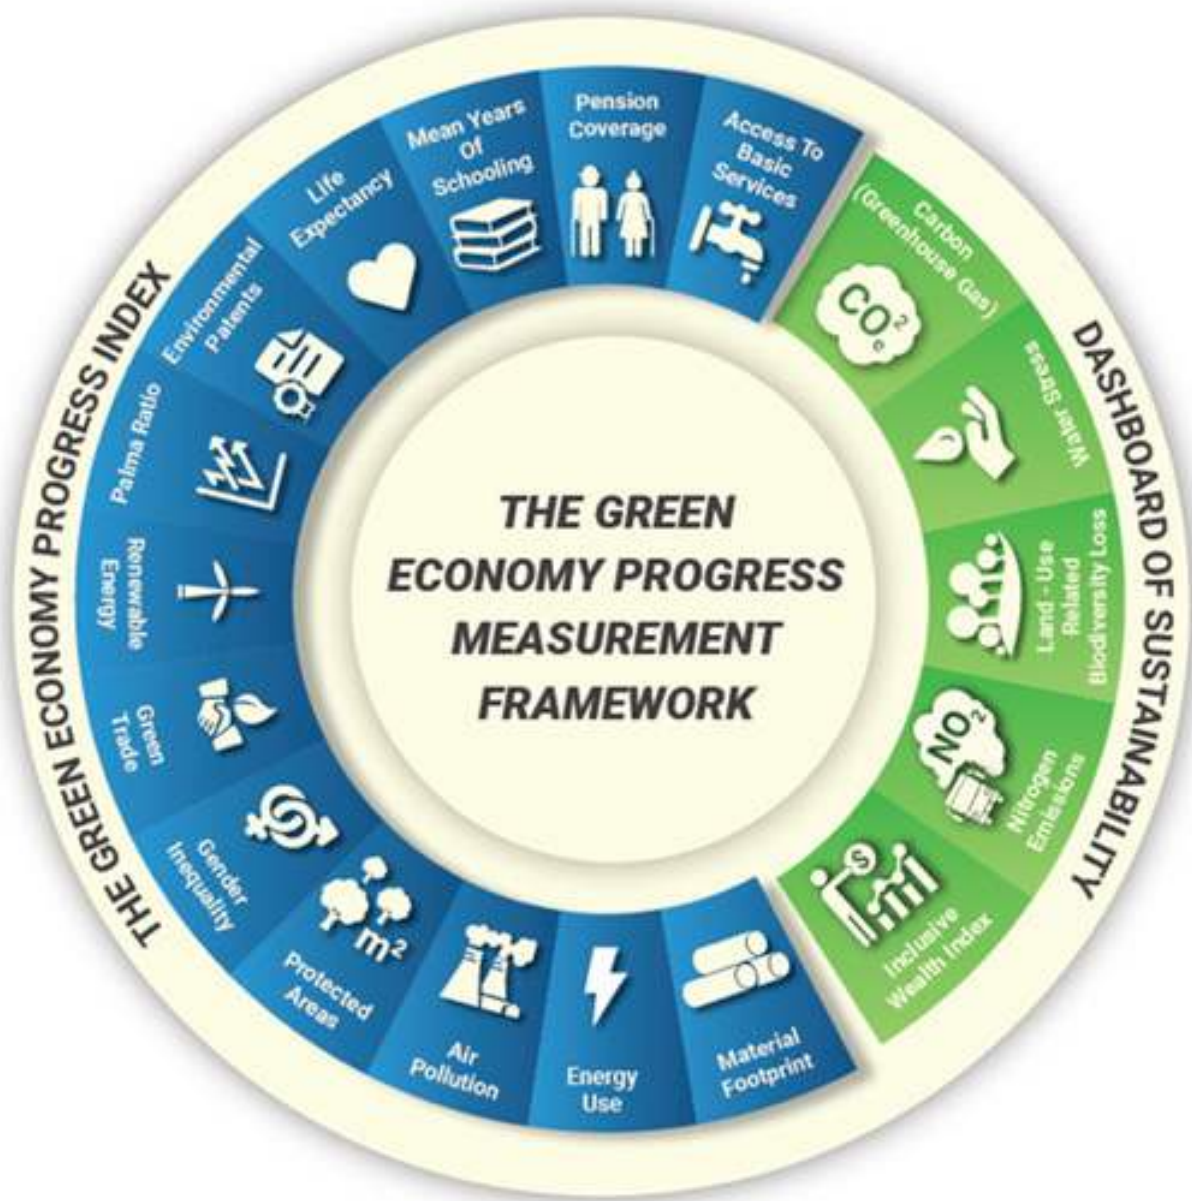 THE GREEN
ECONOMY PROGRESS
MEASUREMENT
FRAMEWORK
THE GREEN ECONOMY PROGRESS INDEX
Access To
Basic
Services
Pension
Coverage
Mean Years
Of
Schooling
Life
Expectancy
Environmental
Patents
Palma Ratio
Renewable
Energy
Green
Trade
Gender
Inequality
Protected
Areas
m²
Air
Pollution
Energy
Use
Material
Footprint
DASHBOARD OF SUSTAINABILITY
Carbon
(Greenhouse Gas)
CO²e
Water Stress
Land - Use
Related
Biodiversity Loss
NO₂
Nitrogen
Emissions
S
Inclusive
Wealth Index